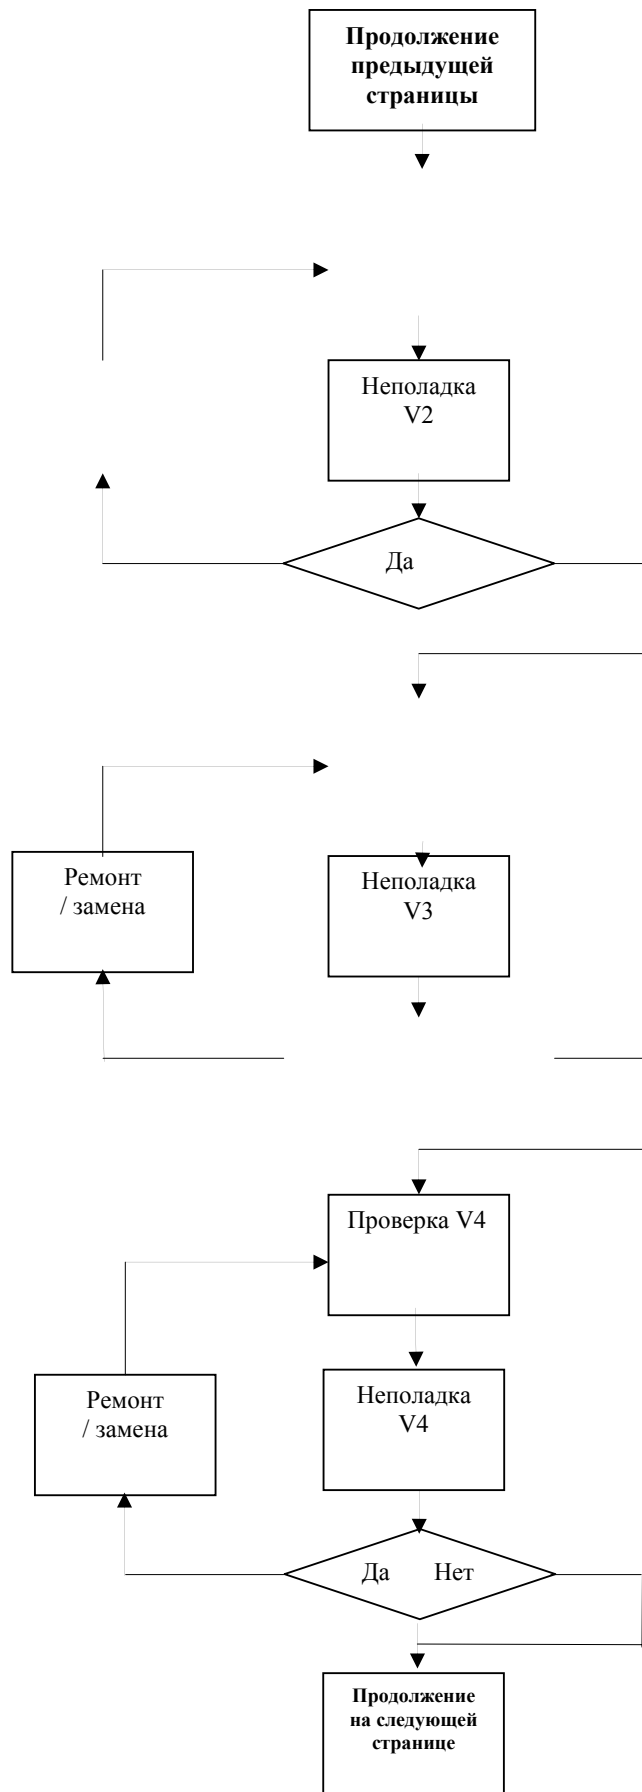 Продолжение
предыдущей
страницы
Неполадка
V2
Да
Ремонт
/ замена
Неполадка
V3
Проверка V4
Ремонт
/ замена
Неполадка
V4
Да Нет
Продолжение
на следующей
странице